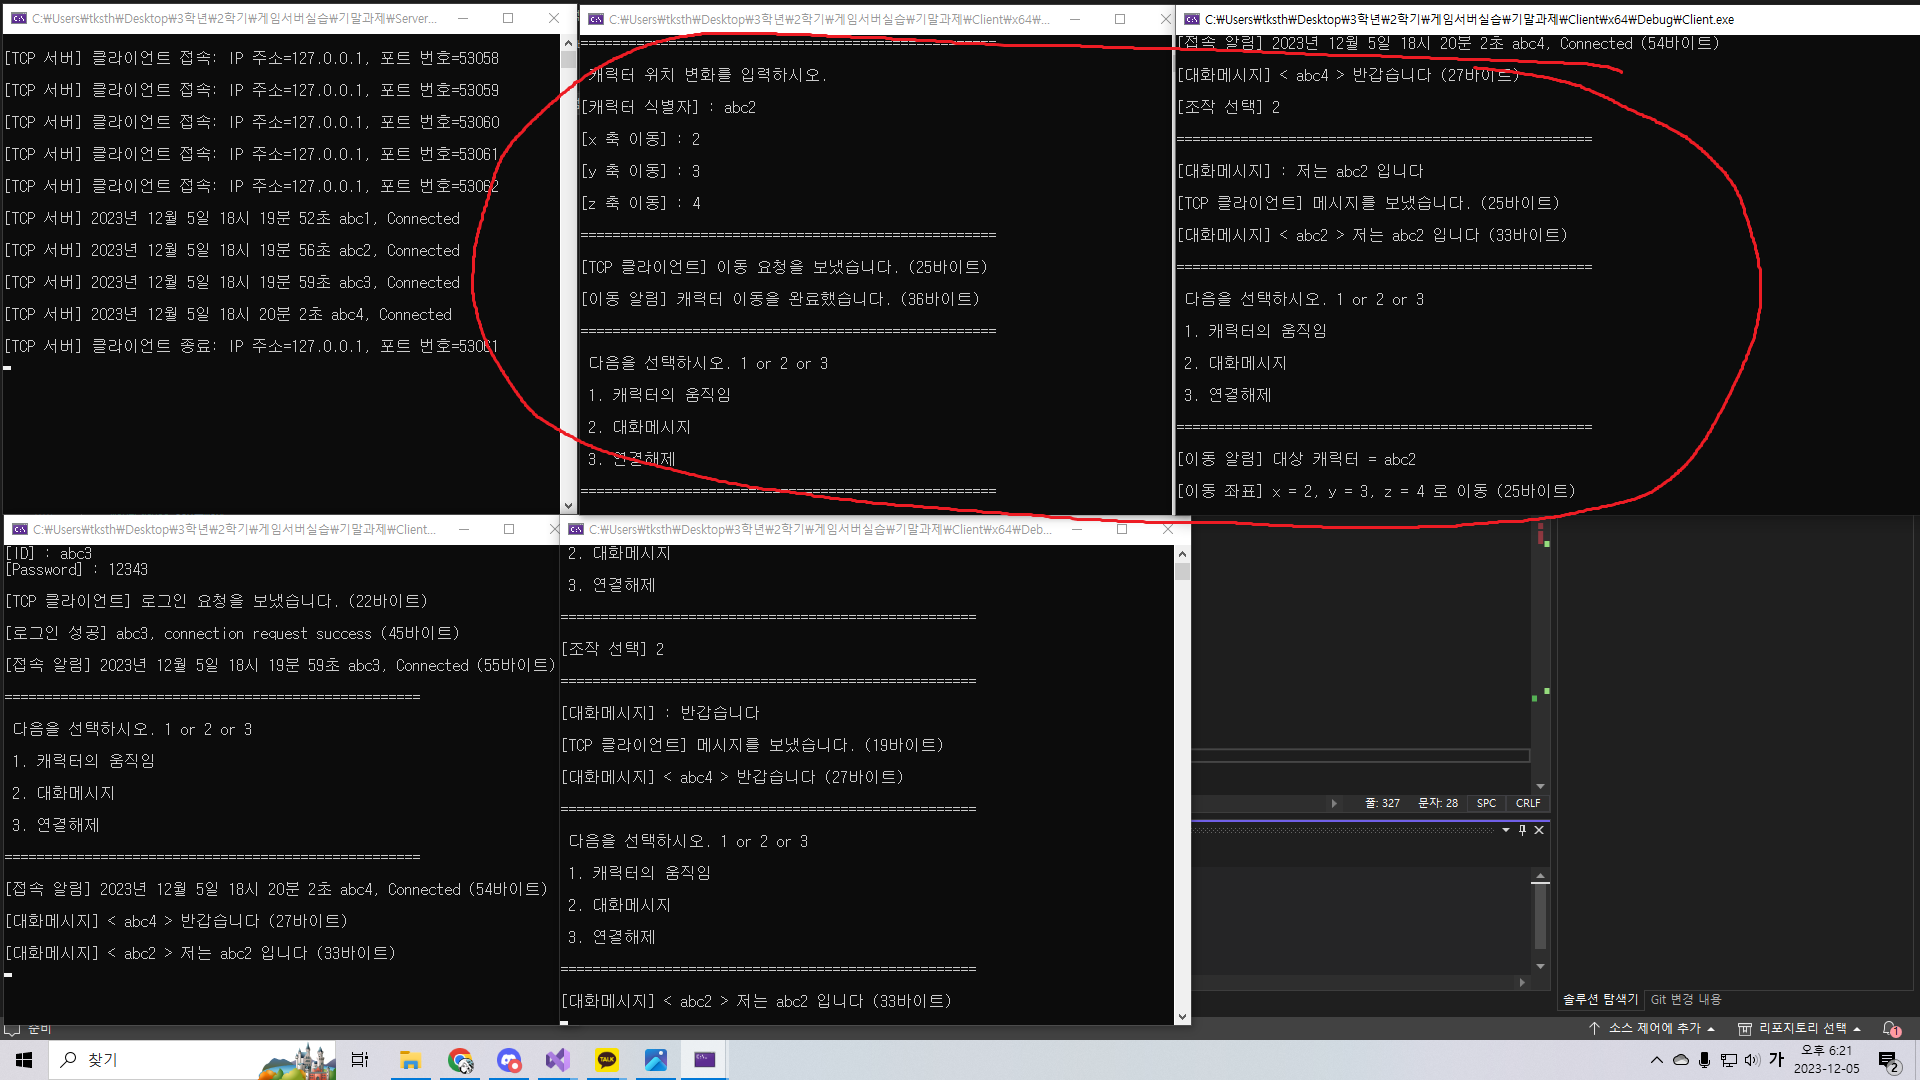 C:₩Users₩tksth₩Desktop₩3학년₩2학기₩게임서버실습₩기말과제₩Server...
[TCP 서버] 클라이언트 접속: IP 주소=127.0.0.1, 포트 번호=53058
[TCP 서버] 클라이언트 접속: IP 주소=127.0.0.1, 포트 번호=53059
[TCP 서버] 클라이언트 접속: IP 주소=127.0.0.1, 포트 번호=53060
[TCP 서버] 클라이언트 접속: IP 주소=127.0.0.1, 포트 번호=53061
[TCP 서버] 클라이언트 접속: IP 주소=127.0.0.1, 포트 번호=53062
[TCP 서버] 2023년 12월 5일 18시 19분 52초 abc1, Connected
[TCP 서버] 2023년 12월 5일 18시 19분 56초 abc2, Connected
[TCP 서버] 2023년 12월 5일 18시 19분 59초 abc3, Connected
[TCP 서버] 2023년 12월 5일 18시 20분 2초 abc4, Connected
[TCP 서버] 클라이언트 종료: IP 주소=127.0.0.1, 포트 번호=53061
C:₩Users₩tksth₩Desktop₩3학년₩2학기₩게임서버실습₩기말과제₩Client₩x64₩...
====================================================
캐릭터 위치 변화를 입력하시오.
[캐릭터 식별자] : abc2
[x 축 이동] : 2
[y 축 이동] : 3
[z 축 이동] : 4
====================================================
[TCP 클라이언트] 이동 요청을 보냈습니다. (25바이트)
[이동 알림] 캐릭터 이동을 완료했습니다. (36바이트)
====================================================
다음을 선택하시오. 1 or 2 or 3
1. 캐릭터의 움직임
2. 대화메시지
3. 연결해제
====================================================
C:₩Users₩tksth₩Desktop₩3학년₩2학기₩게임서버실습₩기말과제₩Client₩x64₩Debug₩Client.exe
[접속 알림] 2023년 12월 5일 18시 20분 2초 abc4, Connected (54바이트)
[대화메시지] < abc4 > 반갑습니다 (27바이트)
[조작 선택] 2
====================================================
[대화메시지] : 저는 abc2 입니다
[TCP 클라이언트] 메시지를 보냈습니다. (25바이트)
[대화메시지] < abc2 > 저는 abc2 입니다 (33바이트)
====================================================
다음을 선택하시오. 1 or 2 or 3
1. 캐릭터의 움직임
2. 대화메시지
3. 연결해제
====================================================
[이동 알림] 대상 캐릭터 = abc2
[이동 좌표] x = 2, y = 3, z = 4 로 이동 (25바이트)
C:₩Users₩tksth₩Desktop₩3학년₩2학기₩게임서버실습₩기말과제₩Client...
[ID] : abc3
[Password] : 12343
[TCP 클라이언트] 로그인 요청을 보냈습니다. (22바이트)
[로그인 성공] abc3, connection request success (45바이트)
[접속 알림] 2023년 12월 5일 18시 19분 59초 abc3, Connected (55바이트)
====================================================
다음을 선택하시오. 1 or 2 or 3
1. 캐릭터의 움직임
2. 대화메시지
3. 연결해제
====================================================
[접속 알림] 2023년 12월 5일 18시 20분 2초 abc4, Connected (54바이트)
[대화메시지] < abc4 > 반갑습니다 (27바이트)
[대화메시지] < abc2 > 저는 abc2 입니다 (33바이트)
C:₩Users₩tksth₩Desktop₩3학년₩2학기₩게임서버실습₩기말과제₩Client₩x64₩Deb...
2. 대화메시지
3. 연결해제
====================================================
[조작 선택] 2
====================================================
[대화메시지] : 반갑습니다
[TCP 클라이언트] 메시지를 보냈습니다. (19바이트)
[대화메시지] < abc4 > 반갑습니다 (27바이트)
====================================================
다음을 선택하시오. 1 or 2 or 3
1. 캐릭터의 움직임
2. 대화메시지
3. 연결해제
====================================================
[대화메시지] < abc2 > 저는 abc2 입니다 (33바이트)
줄: 327 문자: 28 SPC CRLF
솔루션 탐색기 Git 변경 내용
준비
소스 제어에 추가 리포지토리 선택 1
찾기
TALK
가
오후 6:21
2023-12-05
2